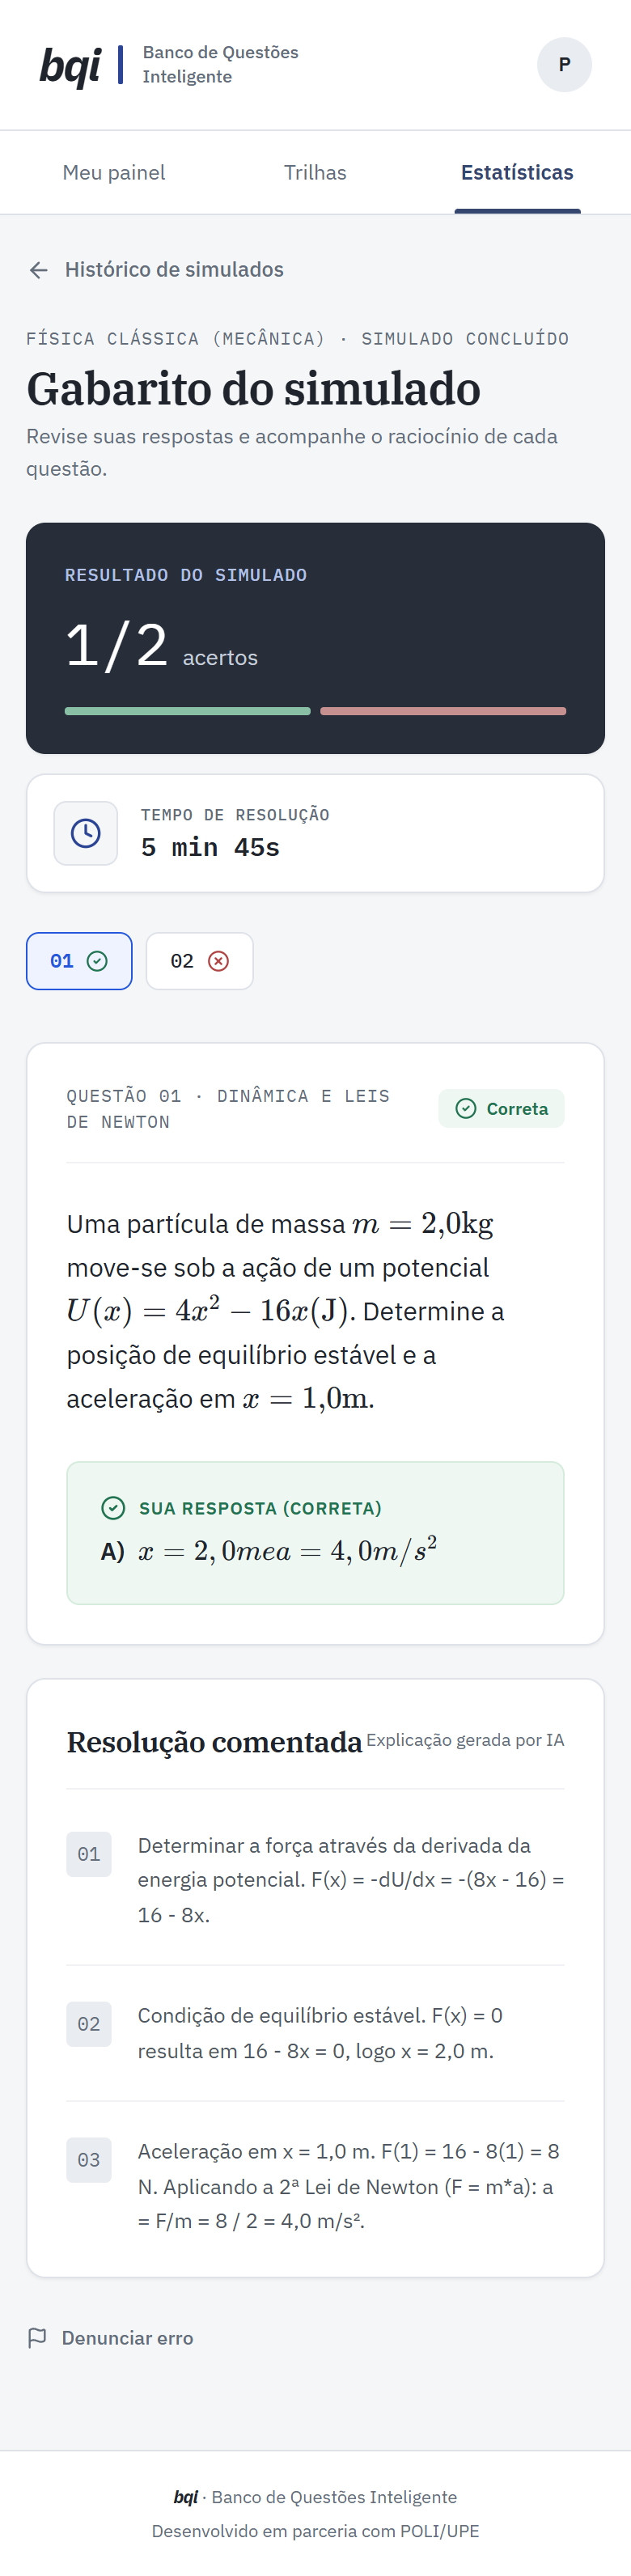 bqi
Banco de Questões
Inteligente
P
Meu painel
Trilhas
Estatísticas
Histórico de simulados
FÍSICA CLÁSSICA (MECÂNICA) · SIMULADO CONCLUÍDO
Gabarito do simulado
Revise suas respostas e acompanhe o raciocínio de cada
questão.
RESULTADO DO SIMULADO
1/2 acertos
TEMPO DE RESOLUÇÃO
5 min 45s
01
02
QUESTÃO 01 · DINÂMICA E LEIS
DE NEWTON
Correta
Uma partícula de massa m = 2,0kg
move-se sob a ação de um potencial
U(x) = 4x² − 16x(J). Determine a
posição de equilíbrio estável e a
aceleração em x = 1,0m.
SUA RESPOSTA (CORRETA)
A) x = 2, 0mea = 4, 0m/s²
Resolução comentada
Explicação gerada por IA
01
Determinar a força através da derivada da
energia potencial. F(x) = -dU/dx = -(8x - 16) =
16 - 8x.
02
Condição de equilíbrio estável. F(x) = 0
resulta em 16 - 8x = 0, logo x = 2,0 m.
03
Aceleração em x = 1,0 m. F(1) = 16 - 8(1) = 8
N. Aplicando a 2ª Lei de Newton (F = m*a): a
= F/m = 8 / 2 = 4,0 m/s².
Denunciar erro
bqi · Banco de Questões Inteligente
Desenvolvido em parceria com POLI/UPE